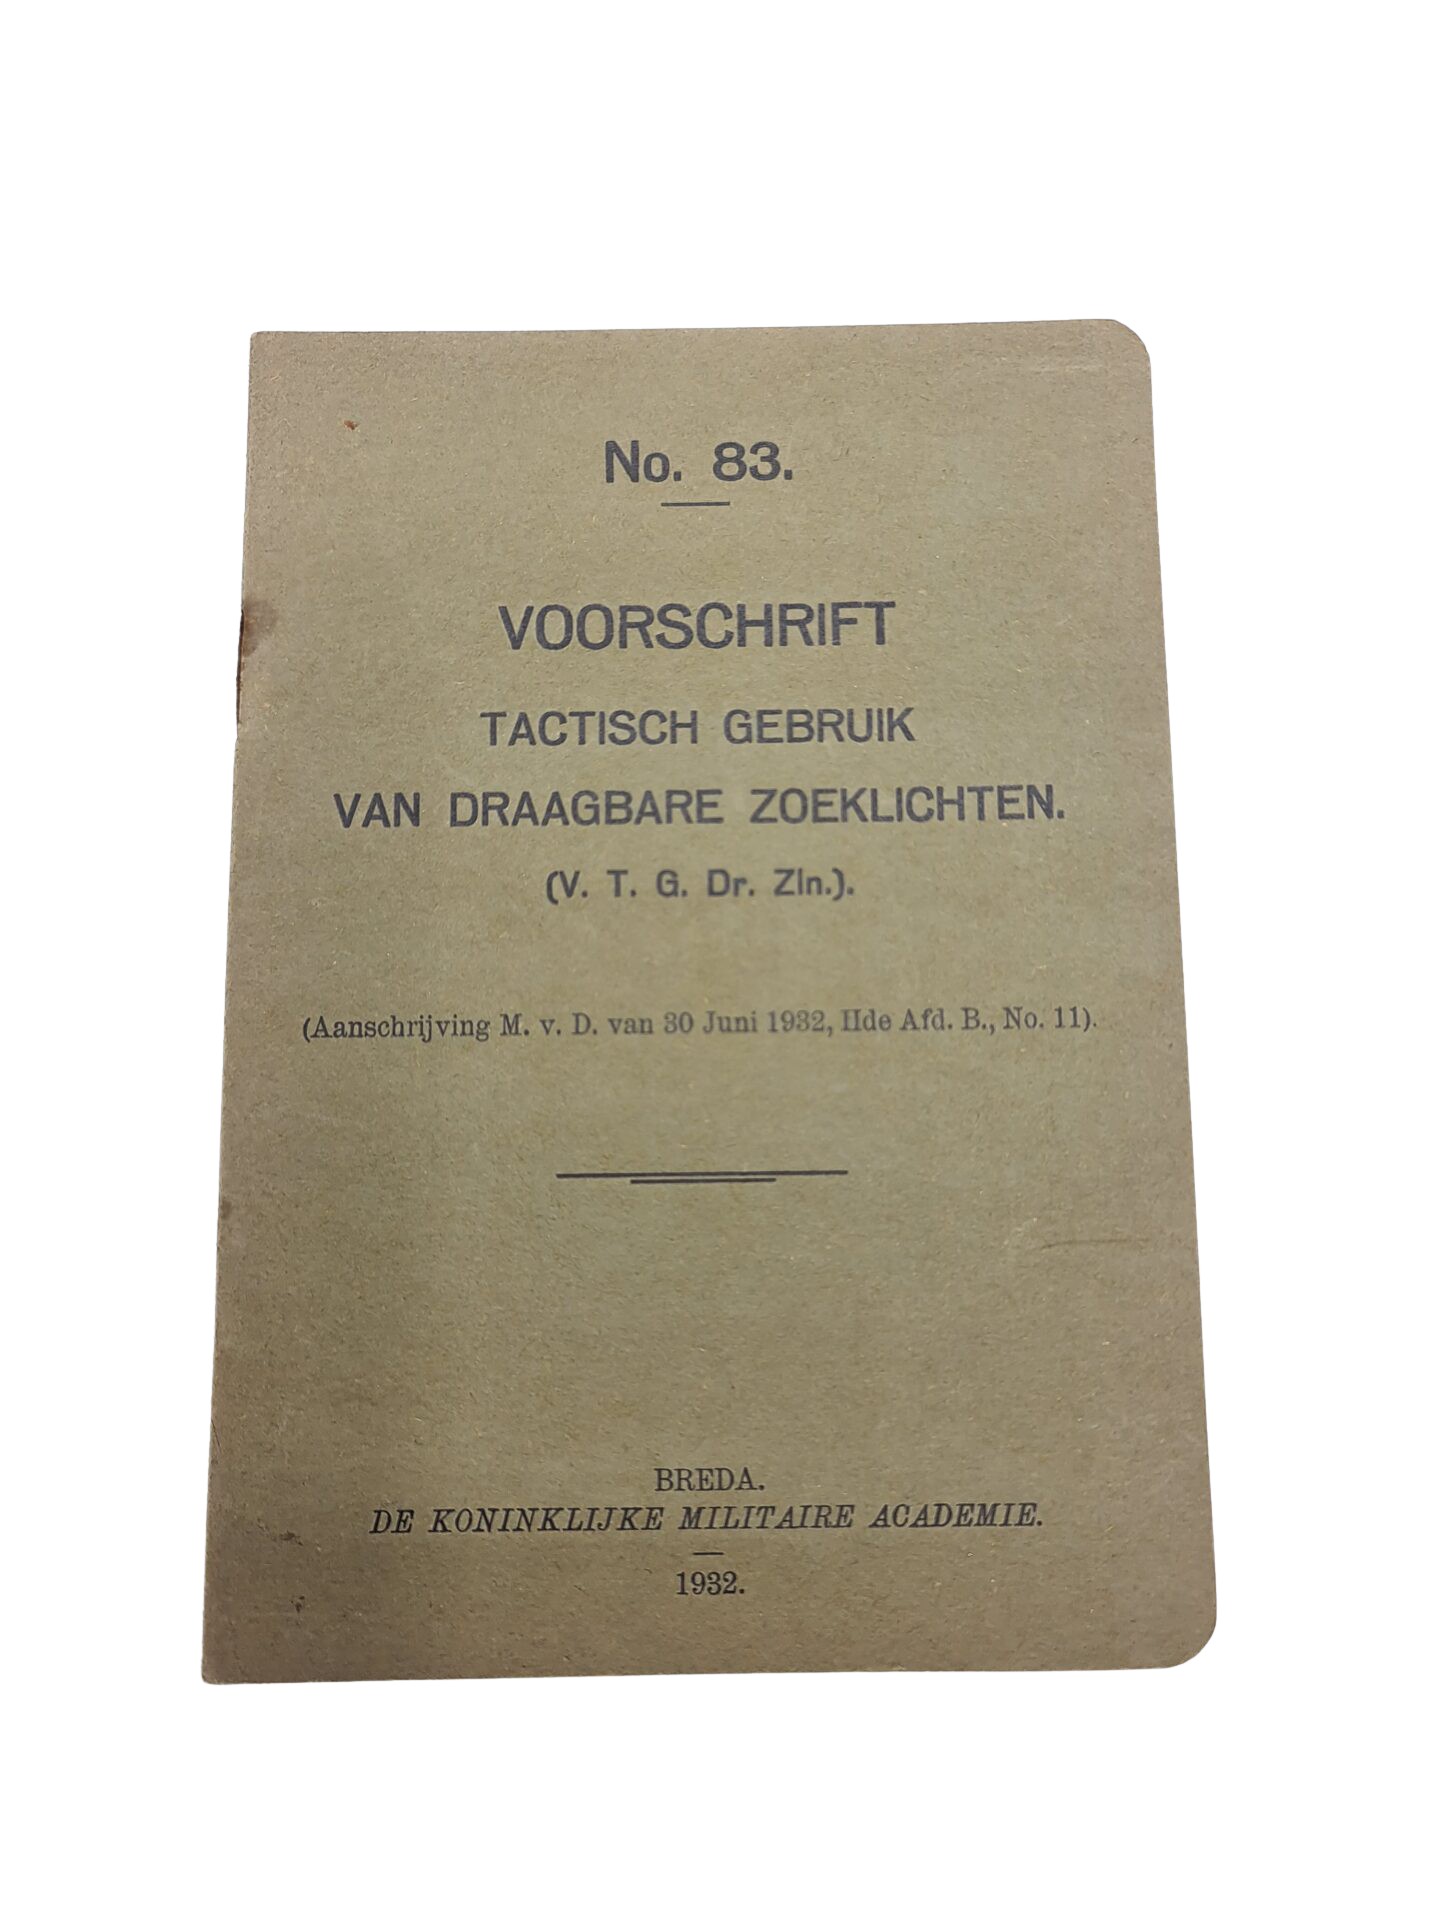 No. 83.
VOORSCHRIFT
TACTISCH GEBRUIK
VAN DRAAGBARE ZOEKLICHTEN.
(V. T. G. Dr. Zln.).
(Aanschrijving M. v. D. van 30 Juni 1932, IIde Afd. B., No. 11).
BREDA.
DE KONINKLIJKE MILITAIRE ACADEMIE.
1932.